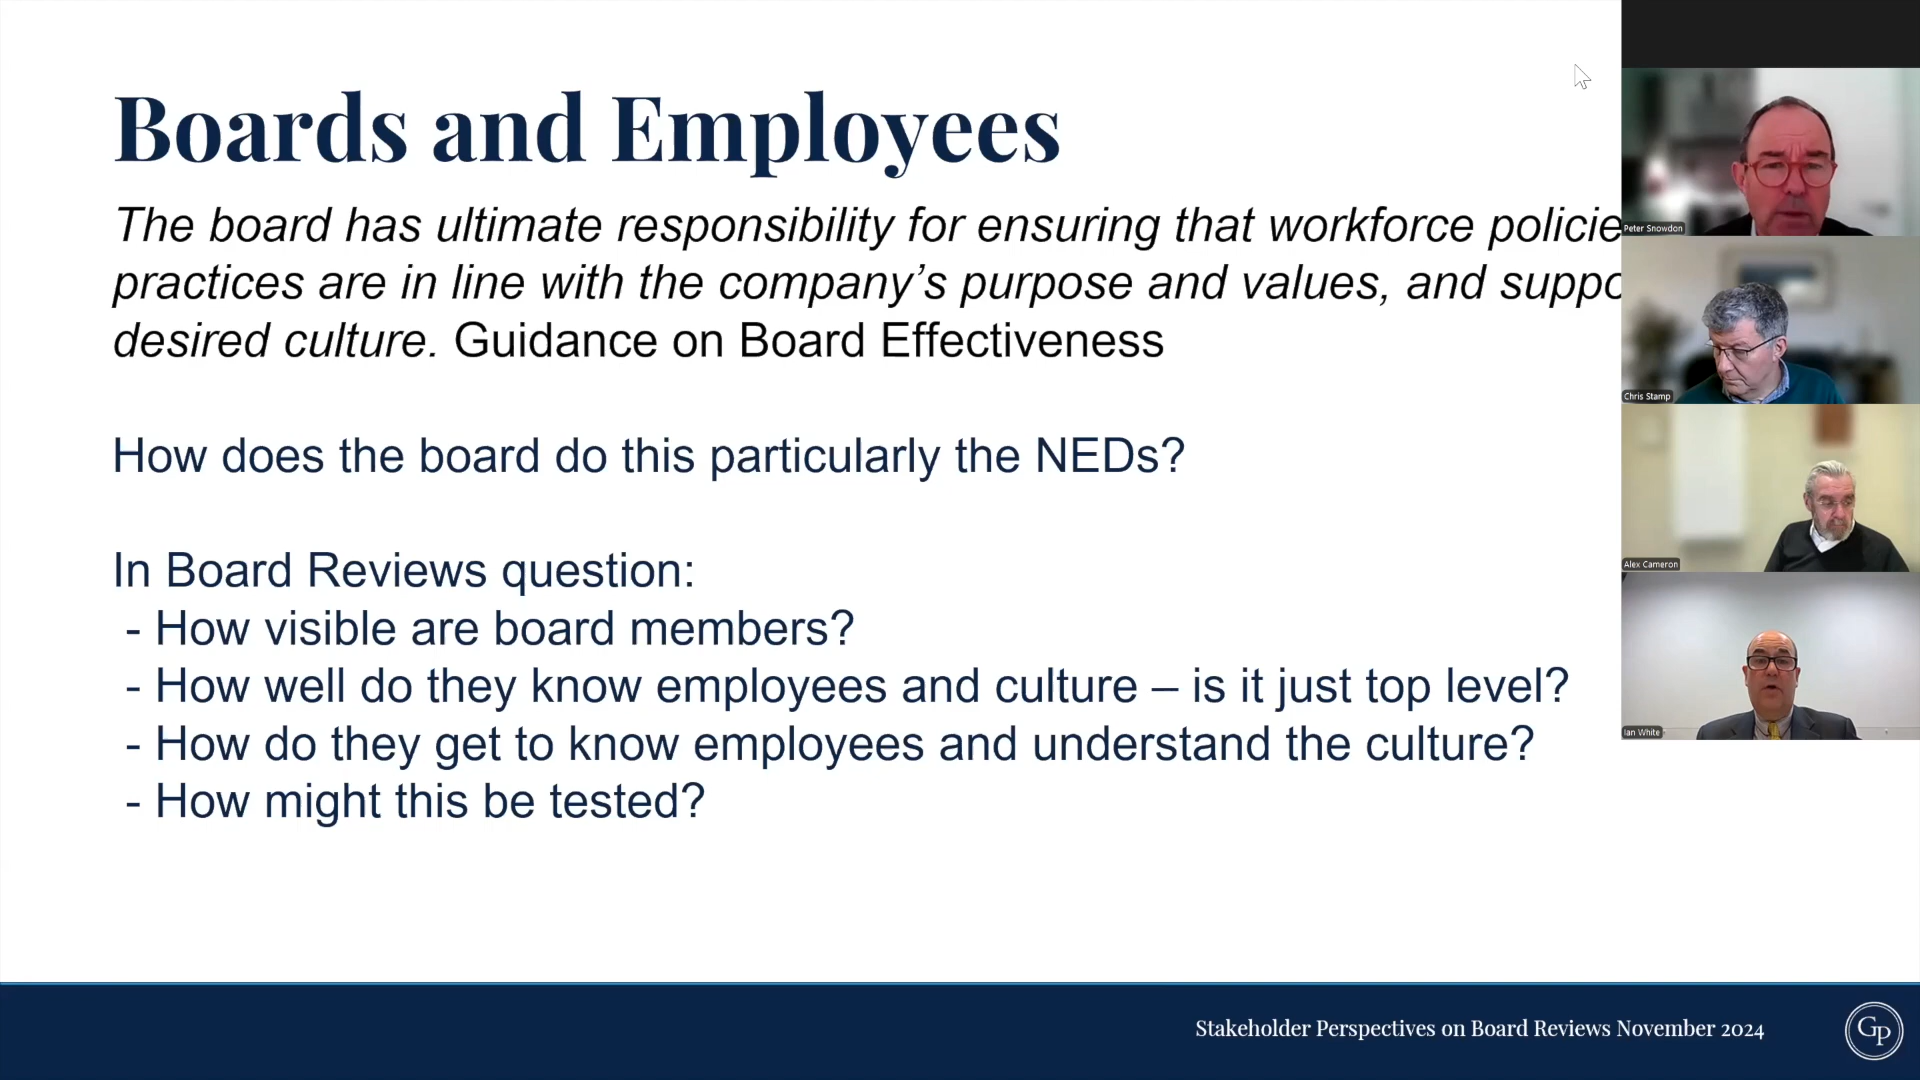 Boards and Employees
The board has ultimate responsibility for ensuring that workforce policie
practices are in line with the company’s purpose and values, and suppo
desired culture. Guidance on Board Effectiveness
How does the board do this particularly the NEDs?
In Board Reviews question:
- How visible are board members?
- How well do they know employees and culture – is it just top level?
- How do they get to know employees and understand the culture?
- How might this be tested?
Peter Snowdon
Chris Stamp
Alex Cameron
Ian White
Stakeholder Perspectives on Board Reviews November 2024
GP